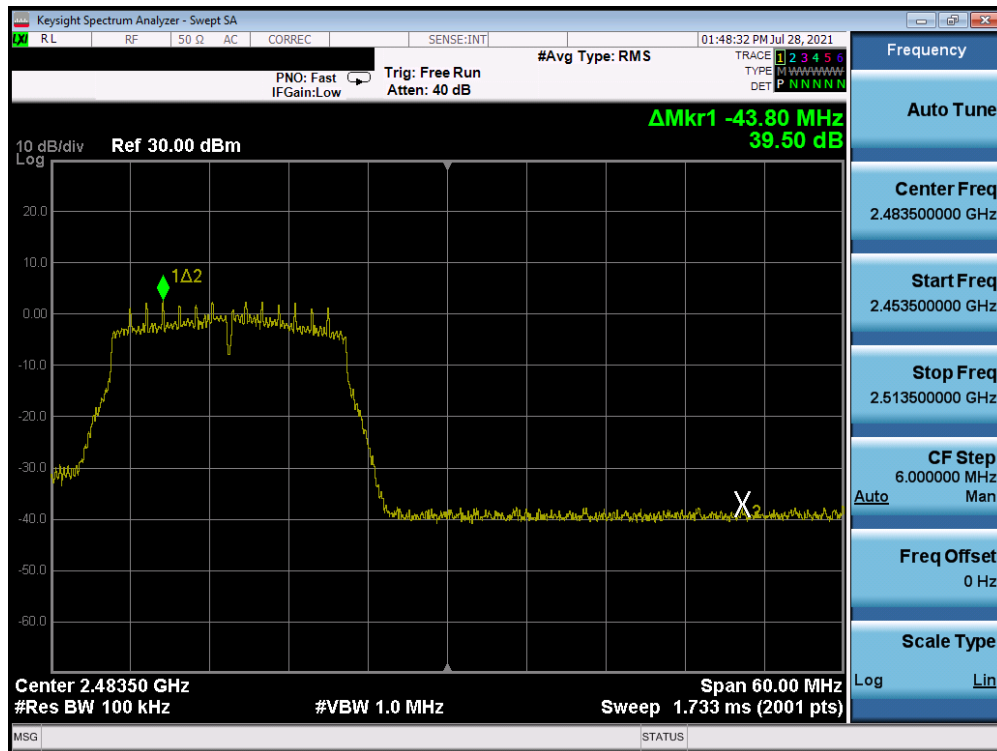 Keysight Spectrum Analyzer - Swept SA
LXI RL RF 50 Ω AC CORREC SENSE:INT 01:48:32 PM Jul 28, 2021
#Avg Type: RMS
TRACE 1 2 3 4 5 6
TYPE M WWWWW
DET P N N N N N
PNO: Fast
IFGain:Low
Trig: Free Run
Atten: 40 dB
ΔMkr1 -43.80 MHz
39.50 dB
10 dB/div Ref 30.00 dBm
Log
20.0
10.0
0.00
-10.0
-20.0
-30.0
-40.0
-50.0
-60.0
1Δ2
X2
Center 2.48350 GHz Span 60.00 MHz
#Res BW 100 kHz #VBW 1.0 MHz Sweep 1.733 ms (2001 pts)
MSG STATUS
Frequency
Auto Tune
Center Freq
2.483500000 GHz
Start Freq
2.453500000 GHz
Stop Freq
2.513500000 GHz
CF Step
6.000000 MHz
Auto Man
Freq Offset
0 Hz
Scale Type
Log Lin